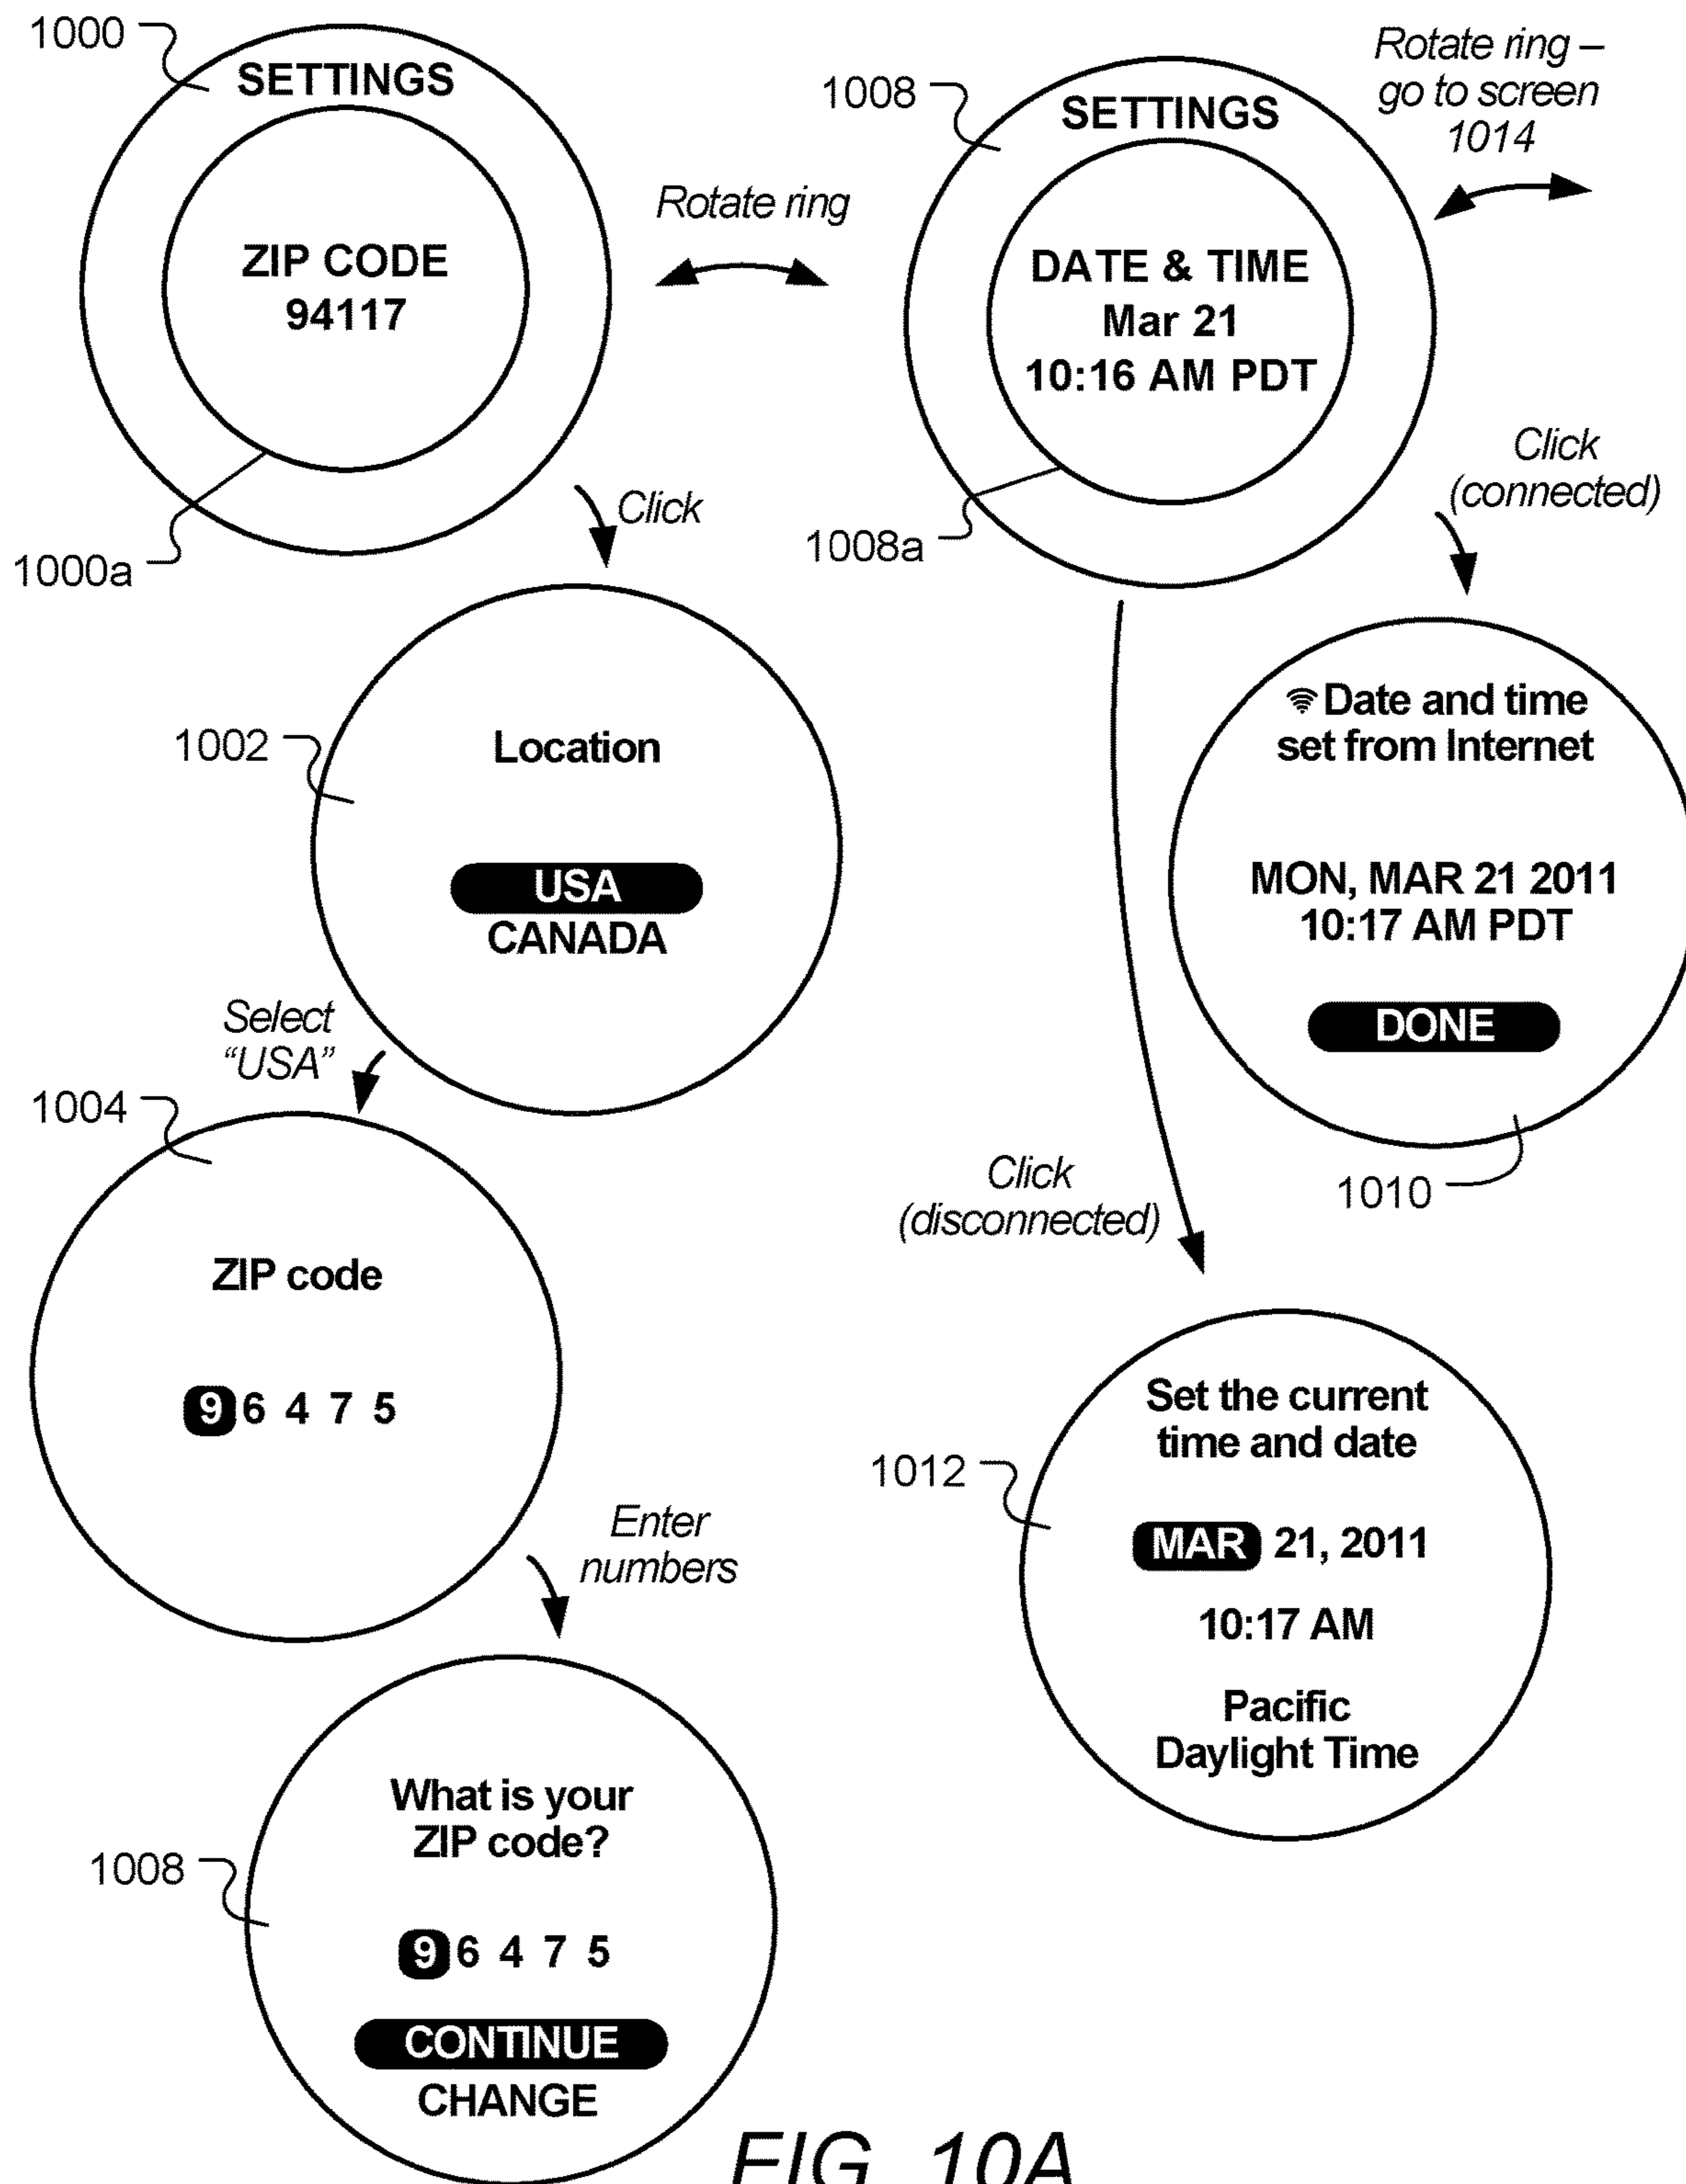 1000
SETTINGS
ZIP CODE
94117
1000a
Rotate ring
1008
SETTINGS
DATE & TIME
Mar 21
10:16 AM PDT
1008a
Rotate ring –
go to screen
1014
Click
Click
(connected)
1002
Location
USA
CANADA
Date and time
set from Internet
MON, MAR 21 2011
10:17 AM PDT
DONE
1010
Select
“USA”
1004
ZIP code
9 6 4 7 5
Click
(disconnected)
Enter
numbers
1012
Set the current
time and date
MAR 21, 2011
10:17 AM
Pacific
Daylight Time
1008
What is your
ZIP code?
9 6 4 7 5
CONTINUE
CHANGE
FIG. 10A